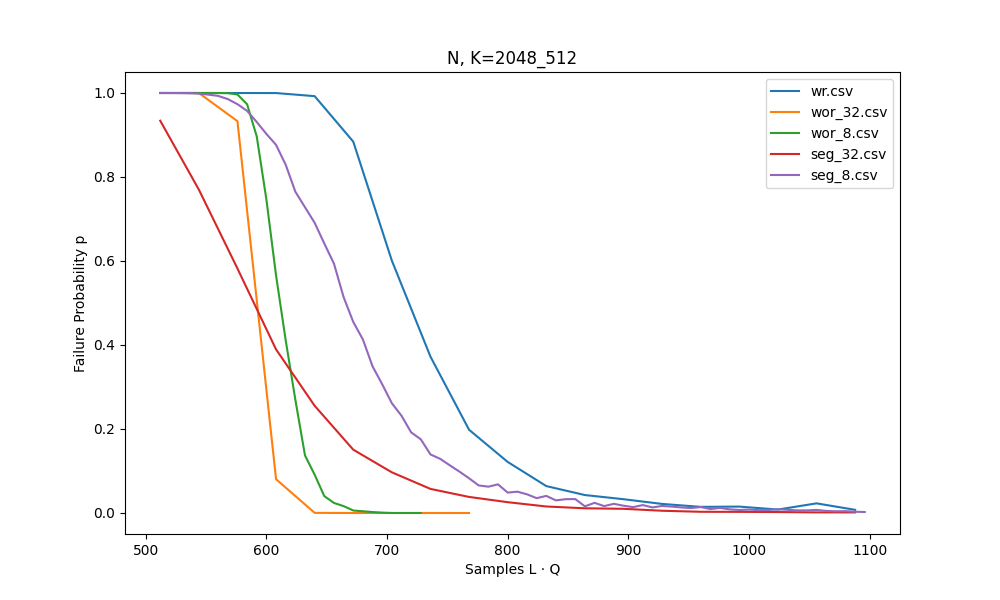 N, K=2048_512
1.0
0.8
0.6
0.4
0.2
0.0
Failure Probability p
wr.csv
wor_32.csv
wor_8.csv
seg_32.csv
seg_8.csv
500 600 700 800 900 1000 1100
Samples L · Q